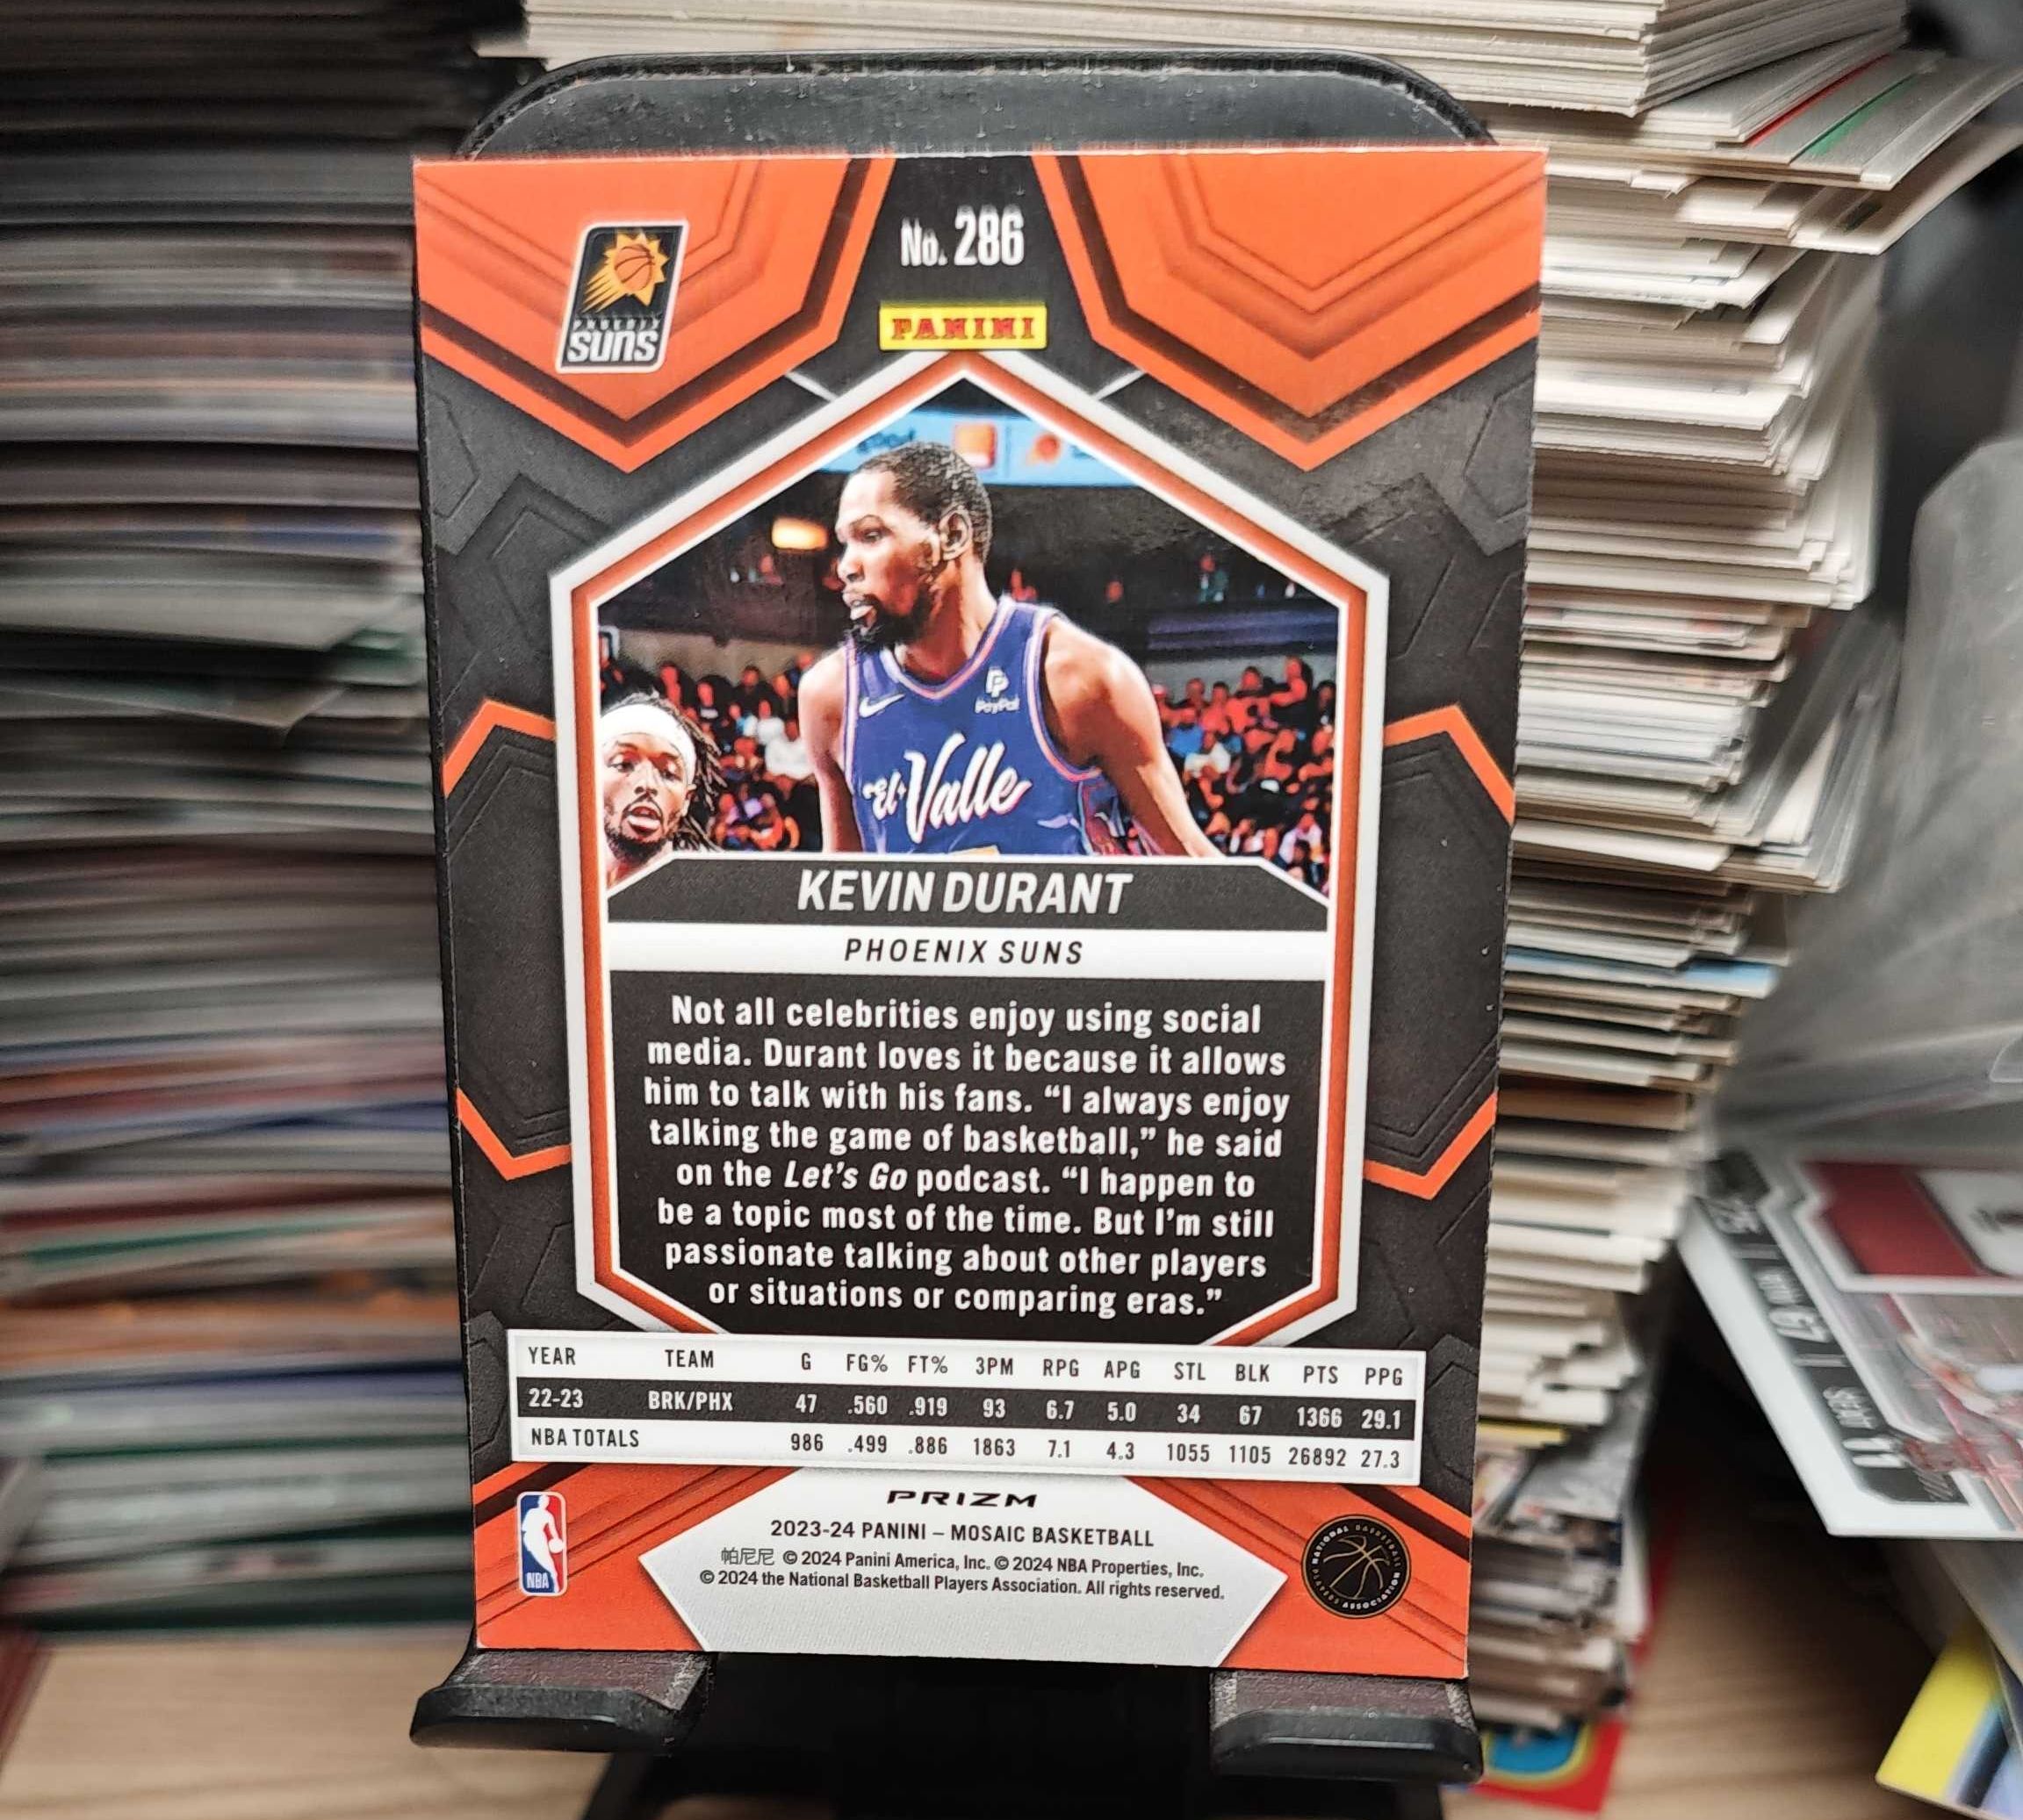 No. 286
PHOENIX
SUNS
PANINI
PayPal
El Valle
KEVIN DURANT
PHOENIX SUNS
Not all celebrities enjoy using social
media. Durant loves it because it allows
him to talk with his fans. “I always enjoy
talking the game of basketball,” he said
on the Let’s Go podcast. “I happen to
be a topic most of the time. But I’m still
passionate talking about other players
or situations or comparing eras.”
YEAR TEAM G FG% FT% 3PM RPG APG STL BLK PTS PPG
22-23 BRK/PHX 47 .560 .919 93 6.7 5.0 34 67 1366 29.1
NBA TOTALS 986 .499 .886 1863 7.1 4.3 1055 1105 26892 27.3
PRIZM
2023-24 PANINI – MOSAIC BASKETBALL
帕尼尼 © 2024 Panini America, Inc. © 2024 NBA Properties, Inc.
© 2024 the National Basketball Players Association. All rights reserved.
NBA
NATIONAL BASKETBALL PLAYERS ASSOCIATION